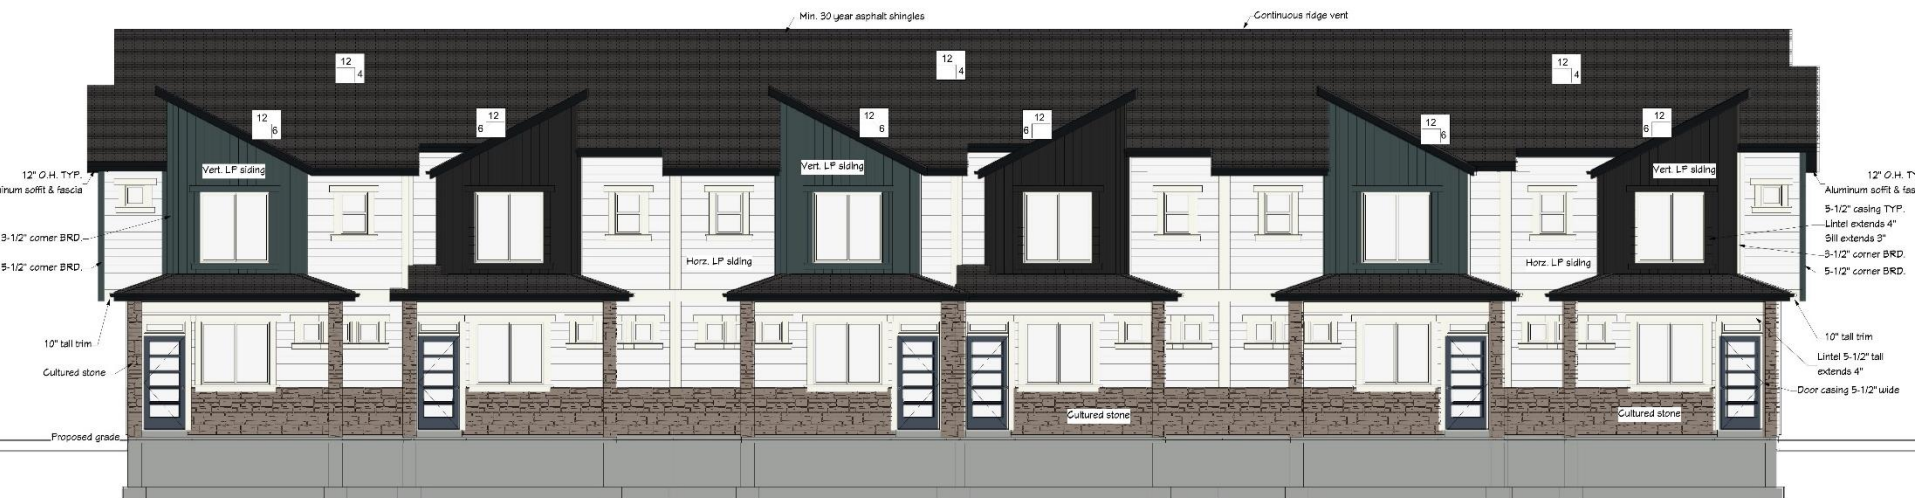 Min. 30 year asphalt shingles
Continuous ridge vent
12
4
12
4
12
4
12
6
12
6
12
6
12
6
12
6
12
6
Vert. LP siding
Vert. LP siding
Vert. LP siding
12" O.H. TYP.
inum soffit & fascia
3-1/2" corner BRD.
5-1/2" corner BRD.
10" tall trim
Cultured stone
Proposed grade
Horz. LP siding
Horz. LP siding
Cultured stone
Cultured stone
12" O.H. TY
Aluminum soffit & fas
5-1/2" casing TYP.
Lintel extends 4"
Sill extends 3"
3-1/2" corner BRD.
5-1/2" corner BRD.
10" tall trim
Lintel 5-1/2" tall
extends 4"
Door casing 5-1/2" wide